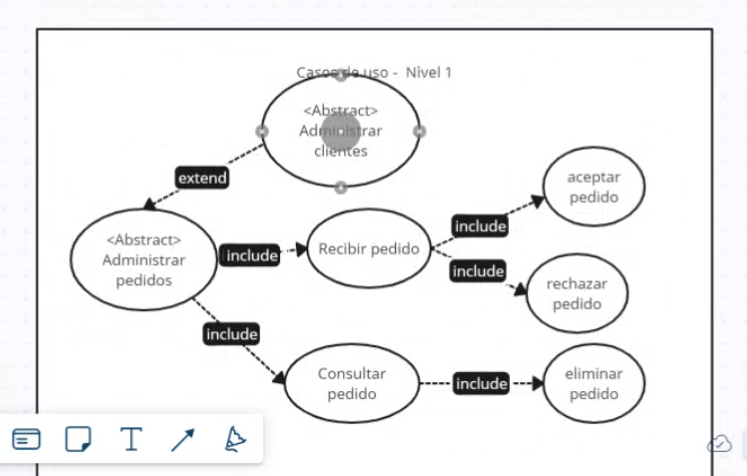 Casos de uso -  Nivel 1
<Abstract>
Administrar
clientes
extend
aceptar
pedido
<Abstract>
Administrar
pedidos
include
Recibir pedido
include
include
rechazar
pedido
include
Consultar
pedido
include
eliminar
pedido
T